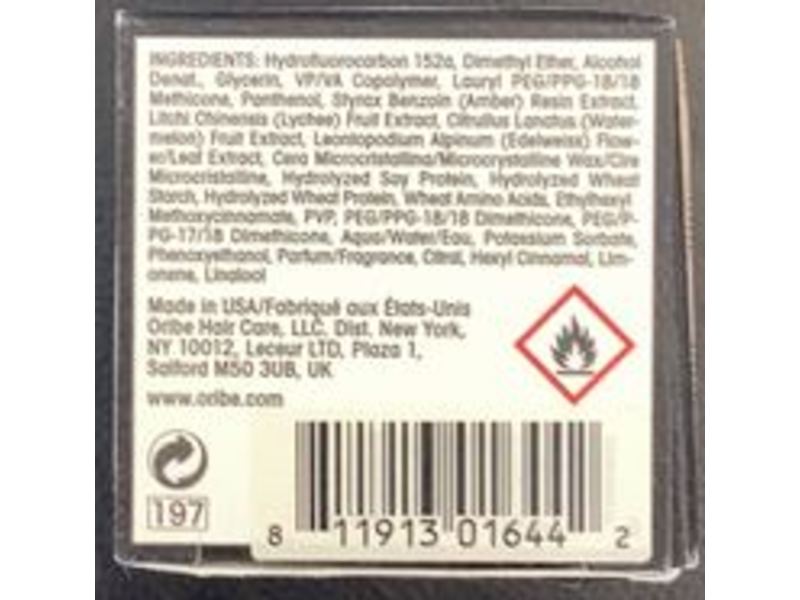 INGREDIENTS: Hydrofluorocarbon 152a, Dimethyl Ether, Alcohol
Denat., Glycerin, VP/VA Copolymer, Lauryl PEG/PPG-18/18
Methicone, Panthenol, Styrax Benzoin (Amber) Resin Extract,
Litchi Chinensis (Lychee) Fruit Extract, Citrullus Lanatus (Water-
melon) Fruit Extract, Leontopodium Alpinum (Edelweiss) Flow-
er/Leaf Extract, Cera Microcristallina/Microcrystalline Wax/Cire
Microcristalline, Hydrolyzed Soy Protein, Hydrolyzed Wheat
Starch, Hydrolyzed Wheat Protein, Wheat Amino Acids, Ethylhexyl
Methoxycinnamate, PVP, PEG/PPG-18/18 Dimethicone, PEG/P-
PG-17/18 Dimethicone, Aqua/Water/Eau, Potassium Sorbate,
Phenoxyethanol, Parfum/Fragrance, Citral, Hexyl Cinnamal, Lim-
onene, Linalool
Made in USA/Fabriqué aux États-Unis
Oribe Hair Care, LLC. Dist. New York,
NY 10012, Leceur LTD. Plaza 1,
Salford M50 3UB, UK
www.oribe.com
197
8 11913 01644 2